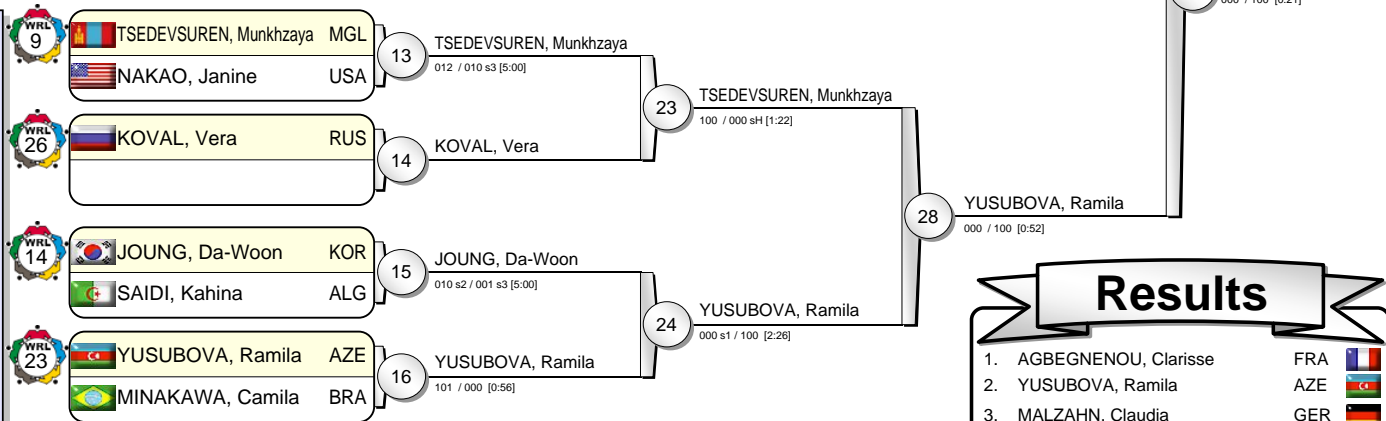 WRL 9 TSEDEVSUREN, Munkhzaya MGL
NAKAO, Janine USA
13 TSEDEVSUREN, Munkhzaya
012 / 010 s3 [5:00]
WRL 26 KOVAL, Vera RUS
14 KOVAL, Vera
23 TSEDEVSUREN, Munkhzaya
100 / 000 sH [1:22]
WRL 14 JOUNG, Da-Woon KOR
SAIDI, Kahina ALG
15 JOUNG, Da-Woon
010 s2 / 001 s3 [5:00]
WRL 23 YUSUBOVA, Ramila AZE
MINAKAWA, Camila BRA
16 YUSUBOVA, Ramila
101 / 000 [0:56]
24 YUSUBOVA, Ramila
000 s1 / 100 [2:26]
28 YUSUBOVA, Ramila
000 / 100 [0:52]
Results
1. AGBEGNENOU, Clarisse FRA
2. YUSUBOVA, Ramila AZE
3. MALZAHN, Claudia GER